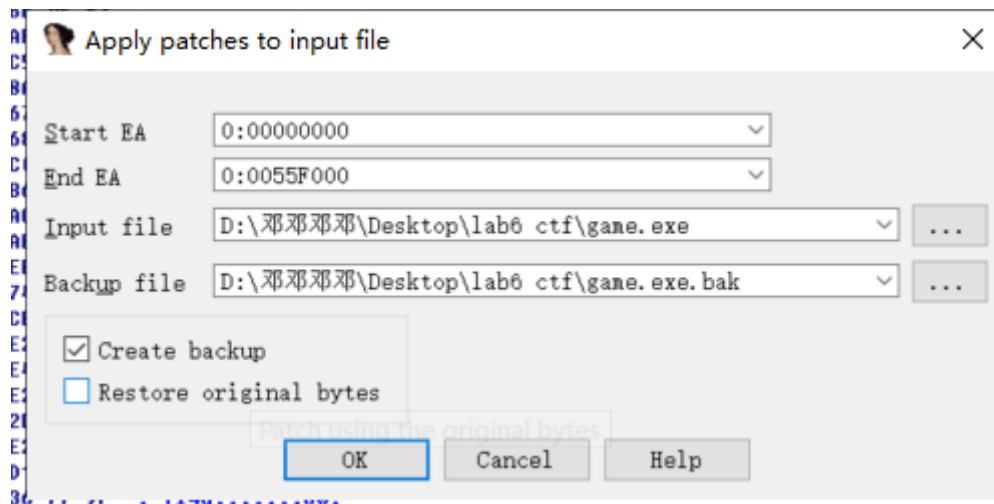 Apply patches to input file
Start EA 0:00000000
End EA 0:0055F000
Input file D:\邓邓邓邓\Desktop\lab6 ctf\game.exe ...
Backup file D:\邓邓邓邓\Desktop\lab6 ctf\game.exe.bak ...
Create backup
Restore original bytes
Patch using the original bytes
OK Cancel Help